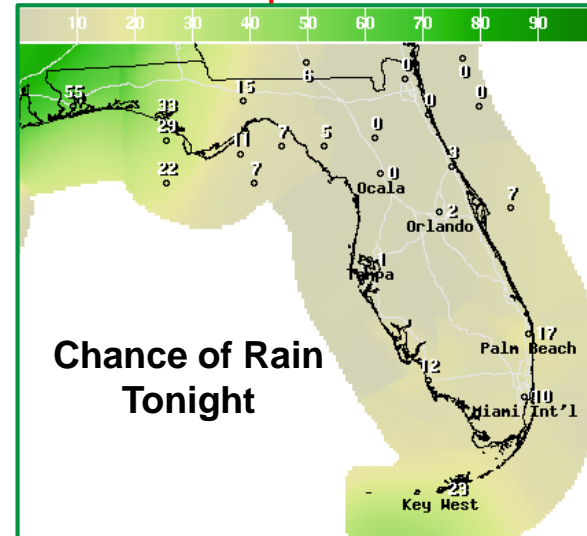 10 20 30 40 50 60 70 80 90
6 0 0
15 0
55 33 0
29 0
11 7 5 3
22 7 0
Ocala
2 7
Orlando
1
Tampa
17
Palm Beach
Chance of Rain
12
Tonight
10
Miami Int'l
23
Key West